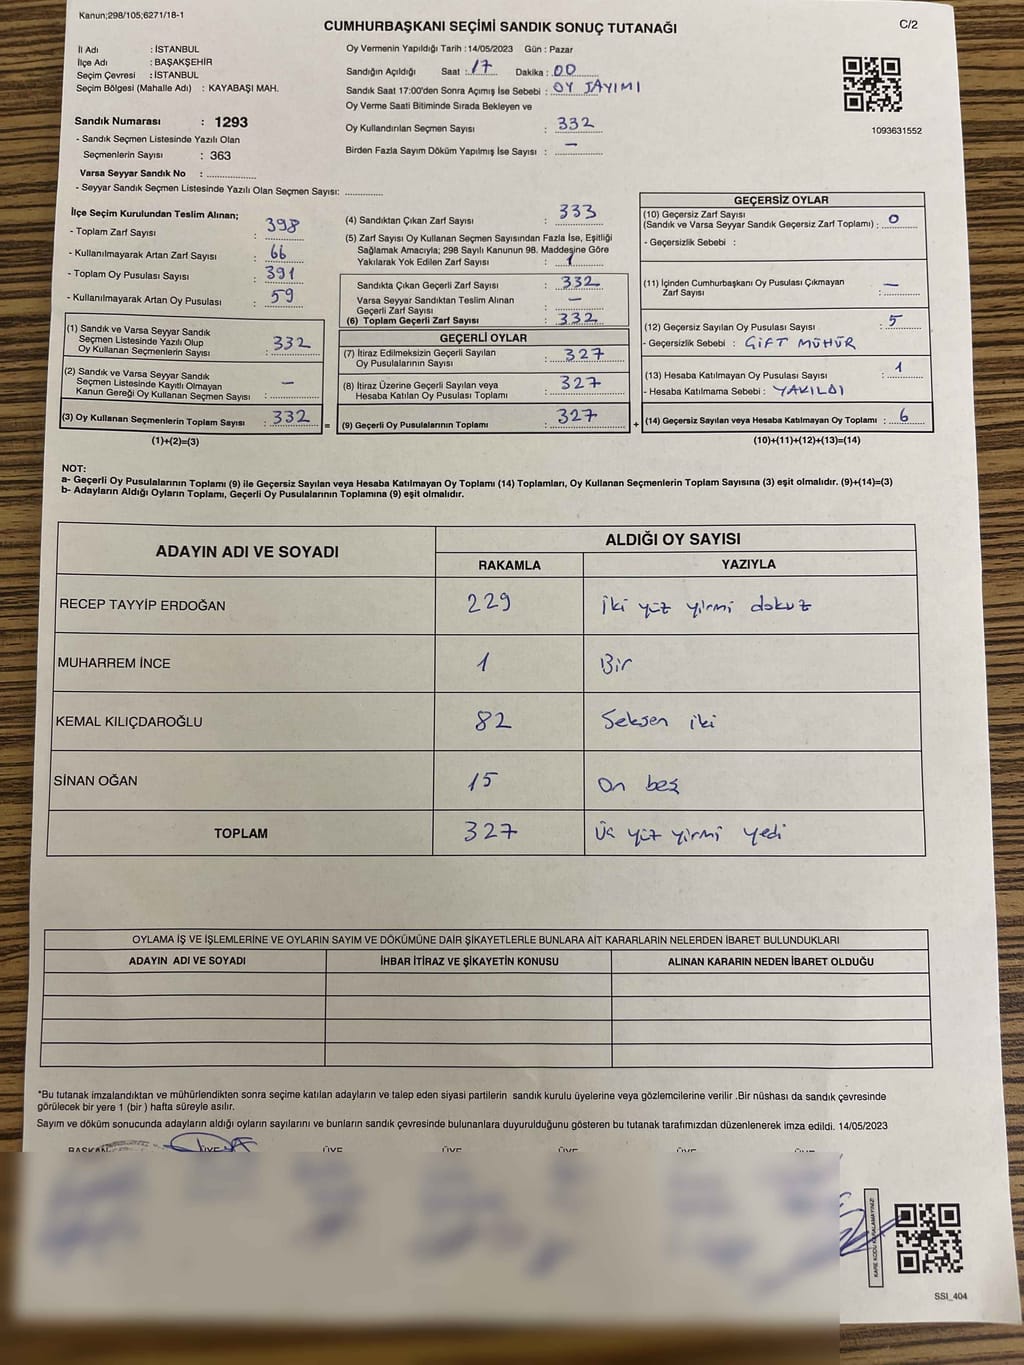 Kanun;298/105;6271/18-1
CUMHURBAŞKANI SEÇİMİ SANDIK SONUÇ TUTANAĞI
C/2
İl Adı : İSTANBUL
İlçe Adı : BAŞAKŞEHİR
Seçim Çevresi : İSTANBUL
Seçim Bölgesi (Mahalle Adı) : KAYABAŞI MAH.
Sandık Numarası : 1293
- Sandık Seçmen Listesinde Yazılı Olan
Seçmenlerin Sayısı : 363
Varsa Seyyar Sandık No : ..............
- Seyyar Sandık Seçmen Listesinde Yazılı Olan Seçmen Sayısı: ............
Oy Vermenin Yapıldığı Tarih : 14/05/2023 Gün : Pazar
Sandığın Açıldığı Saat : 17 Dakika : 00
Sandık Saat 17:00'den Sonra Açımış İse Sebebi : OY SAYIMI
Oy Verme Saati Bitiminde Sırada Bekleyen ve
Oy Kullandırılan Seçmen Sayısı : 332
Birden Fazla Sayım Döküm Yapılmış İse Sayısı : —
1093631552
İlçe Seçim Kurulundan Teslim Alınan;
- Toplam Zarf Sayısı : 398
- Kullanılmayarak Artan Zarf Sayısı : 66
- Toplam Oy Pusulası Sayısı : 391
- Kullanılmayarak Artan Oy Pusulası : 59
(1) Sandık ve Varsa Seyyar Sandık
Seçmen Listesinde Yazılı Olup
Oy Kullanan Seçmenlerin Sayısı : 332
(2) Sandık ve Varsa Seyyar Sandık
Seçmen Listesinde Kayıtlı Olmayan
Kanun Gereği Oy Kullanan Seçmen Sayısı : —
(3) Oy Kullanan Seçmenlerin Toplam Sayısı : 332
(1)+(2)=(3)
=
(4) Sandıktan Çıkan Zarf Sayısı : 333
(5) Zarf Sayısı Oy Kullanan Seçmen Sayısından Fazla İse, Eşitliği
Sağlamak Amacıyla; 298 Sayılı Kanunun 98. Maddesine Göre
Yakılarak Yok Edilen Zarf Sayısı : 1
Sandıkta Çıkan Geçerli Zarf Sayısı : 332
Varsa Seyyar Sandıktan Teslim Alınan
Geçerli Zarf Sayısı : —
(6) Toplam Geçerli Zarf Sayısı : 332
GEÇERLİ OYLAR
(7) İtiraz Edilmeksizin Geçerli Sayılan
Oy Pusulalarının Sayısı : 327
(8) İtiraz Üzerine Geçerli Sayılan veya
Hesaba Katılan Oy Pusulası Toplamı : 327
(9) Geçerli Oy Pusulalarının Toplamı : 327
+
GEÇERSİZ OYLAR
(10) Geçersiz Zarf Sayısı
(Sandık ve Varsa Seyyar Sandık Geçersiz Zarf Toplamı) : 0
- Geçersizlik Sebebi :
(11) İçinden Cumhurbaşkanı Oy Pusulası Çıkmayan
Zarf Sayısı : —
(12) Geçersiz Sayılan Oy Pusulası Sayısı : 5
- Geçersizlik Sebebi : ÇİFT MÜHÜR
(13) Hesaba Katılmayan Oy Pusulası Sayısı : 1
- Hesaba Katılmama Sebebi : YAKILDI
(14) Geçersiz Sayılan veya Hesaba Katılmayan Oy Toplamı : 6
(10)+(11)+(12)+(13)=(14)
NOT:
a- Geçerli Oy Pusulalarının Toplamı (9) ile Geçersiz Sayılan veya Hesaba Katılmayan Oy Toplamı (14) Toplamları, Oy Kullanan Seçmenlerin Toplam Sayısına (3) eşit olmalıdır. (9)+(14)=(3)
b- Adayların Aldığı Oyların Toplamı, Geçerli Oy Pusulalarının Toplamına (9) eşit olmalıdır.
ADAYIN ADI VE SOYADI
ALDIĞI OY SAYISI
RAKAMLA YAZIYLA
RECEP TAYYİP ERDOĞAN 229 iki yüz yirmi dokuz
MUHARREM İNCE 1 Bir
KEMAL KILIÇDAROĞLU 82 Seksen iki
SİNAN OĞAN 15 On beş
TOPLAM 327 Üç yüz yirmi yedi
OYLAMA İŞ VE İŞLEMLERİNE VE OYLARIN SAYIM VE DÖKÜMÜNE DAİR ŞİKAYETLERLE BUNLARA AİT KARARLARIN NELERDEN İBARET BULUNDUKLARI
ADAYIN ADI VE SOYADI İHBAR İTİRAZ VE ŞİKAYETİN KONUSU ALINAN KARARIN NEDEN İBARET OLDUĞU
*Bu tutanak imzalandıktan ve mühürlendikten sonra seçime katılan adayların ve talep eden siyasi partilerin sandık kurulu üyelerine veya gözlemcilerine verilir .Bir nüshası da sandık çevresinde
görülecek bir yere 1 (bir ) hafta süreyle asılır.
Sayım ve döküm sonucunda adayların aldığı oyların sayılarını ve bunların sandık çevresinde bulunanlara duyurulduğunu gösteren bu tutanak tarafımızdan düzenlenerek imza edildi. 14/05/2023
BAŞKAN ÜYE ÜYE ÜYE ÜYE ÜYE ÜYE
KARE KODU KARALAMAYINIZ!
SSI_404